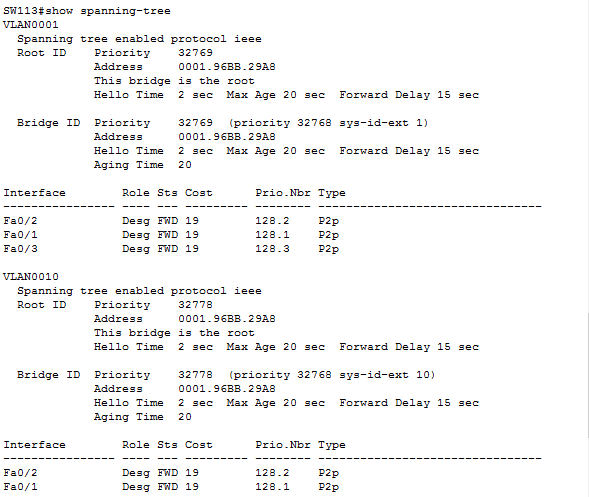 SW113#show spanning-tree
VLAN0001
  Spanning tree enabled protocol ieee
  Root ID    Priority    32769
             Address     0001.96BB.29A8
             This bridge is the root
             Hello Time  2 sec  Max Age 20 sec  Forward Delay 15 sec

  Bridge ID  Priority    32769  (priority 32768 sys-id-ext 1)
             Address     0001.96BB.29A8
             Hello Time  2 sec  Max Age 20 sec  Forward Delay 15 sec
             Aging Time  20

Interface        Role Sts Cost      Prio.Nbr Type
---------------- ---- --- --------- -------- --------------------------------
Fa0/2            Desg FWD 19        128.2    P2p
Fa0/1            Desg FWD 19        128.1    P2p
Fa0/3            Desg FWD 19        128.3    P2p

VLAN0010
  Spanning tree enabled protocol ieee
  Root ID    Priority    32778
             Address     0001.96BB.29A8
             This bridge is the root
             Hello Time  2 sec  Max Age 20 sec  Forward Delay 15 sec

  Bridge ID  Priority    32778  (priority 32768 sys-id-ext 10)
             Address     0001.96BB.29A8
             Hello Time  2 sec  Max Age 20 sec  Forward Delay 15 sec
             Aging Time  20

Interface        Role Sts Cost      Prio.Nbr Type
---------------- ---- --- --------- -------- --------------------------------
Fa0/2            Desg FWD 19        128.2    P2p
Fa0/1            Desg FWD 19        128.1    P2p